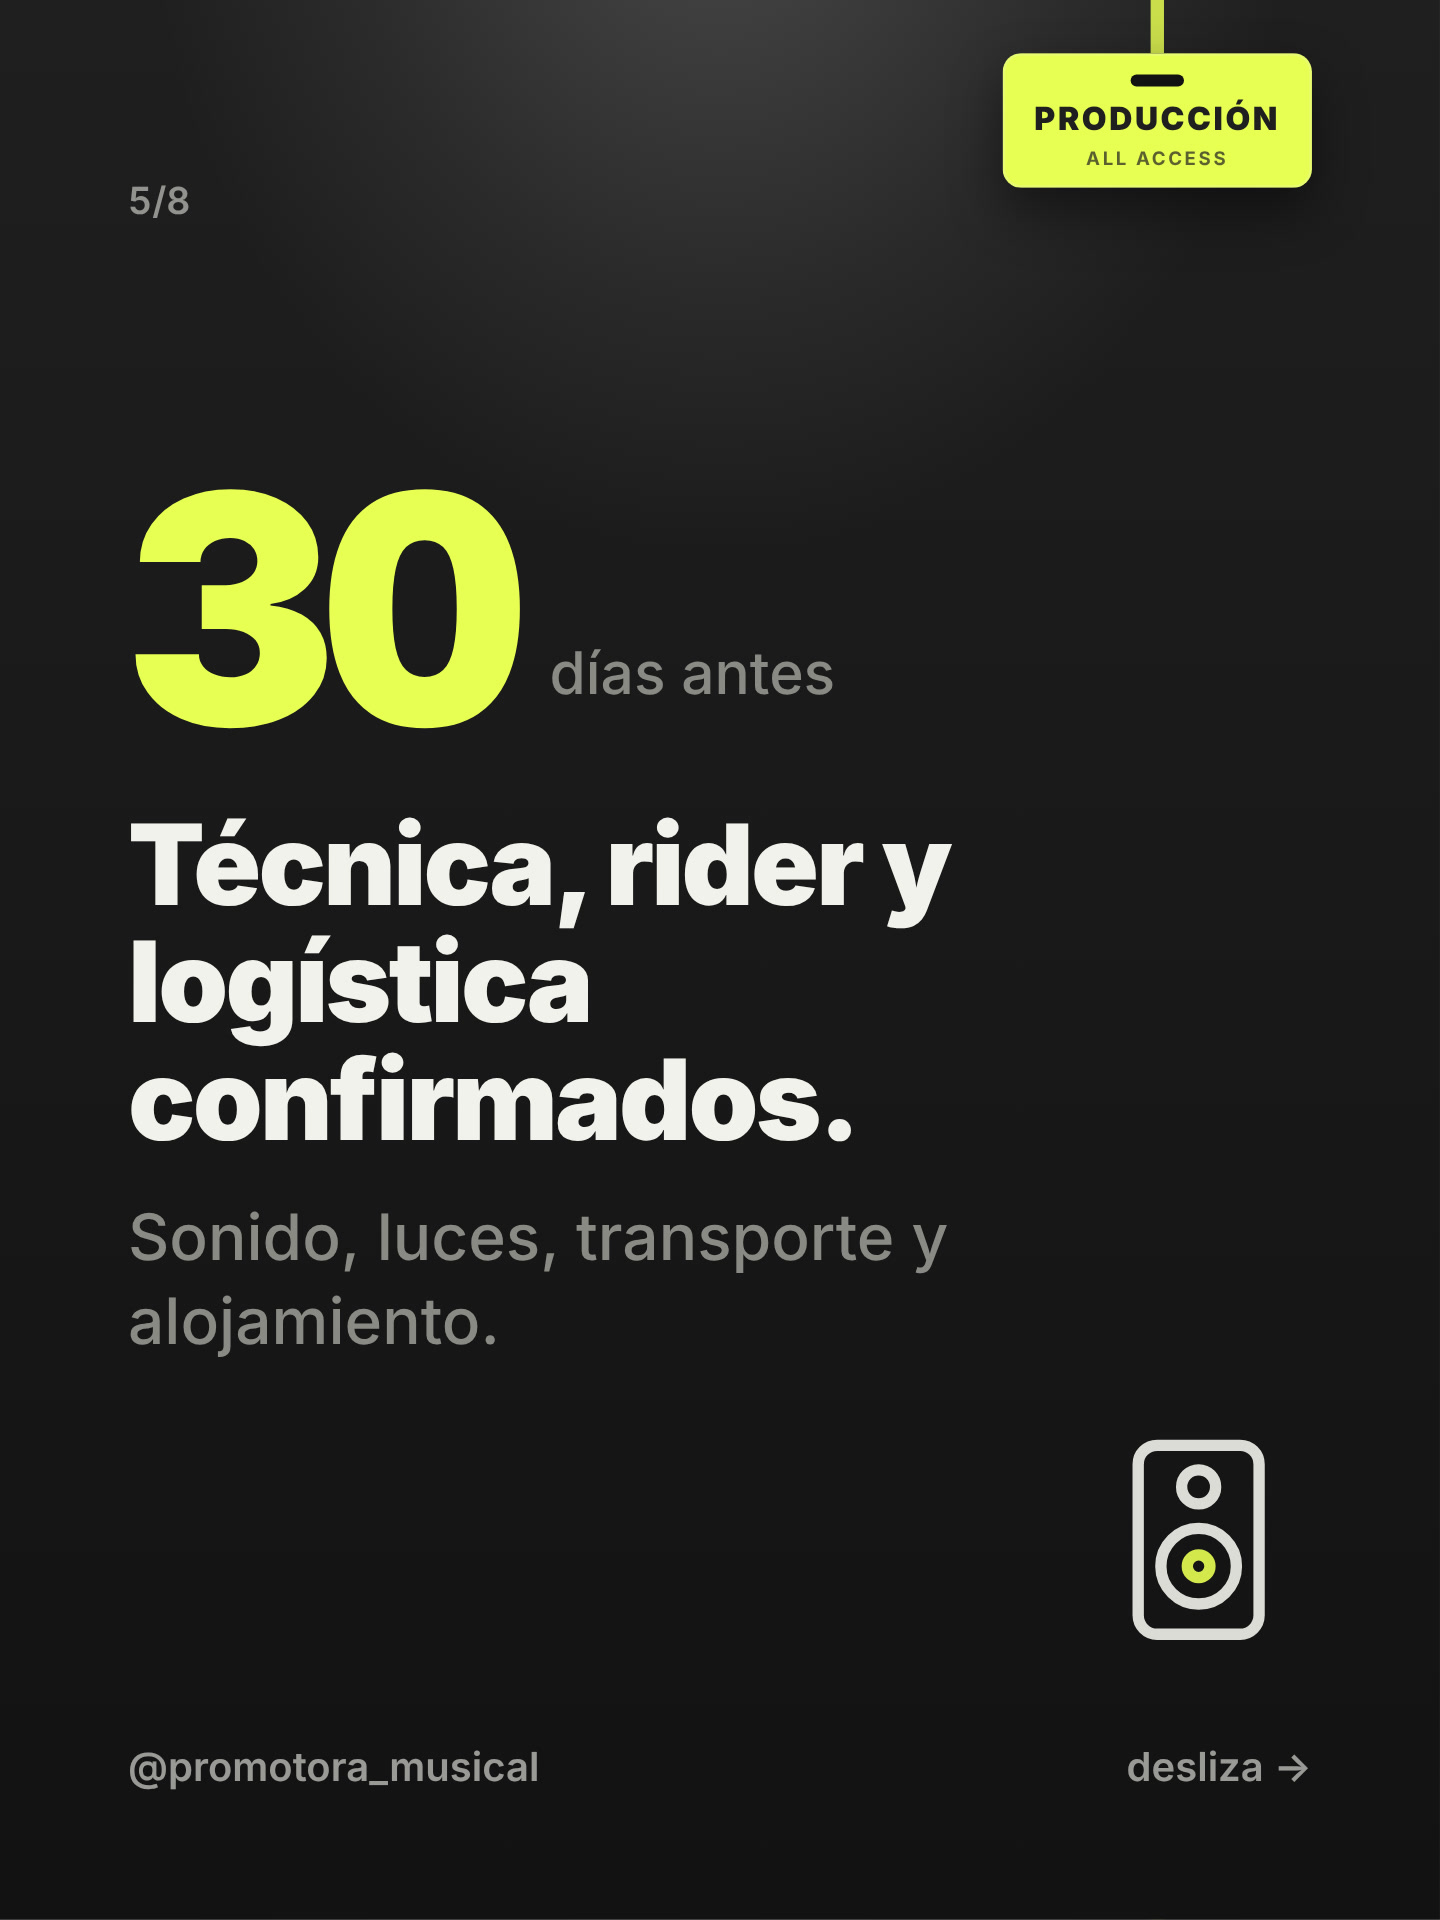 PRODUCCIÓN
ALL ACCESS
5/8
30 días antes
Técnica, rider y
logística
confirmados.
Sonido, luces, transporte y
alojamiento.
@promotora_musical
desliza →